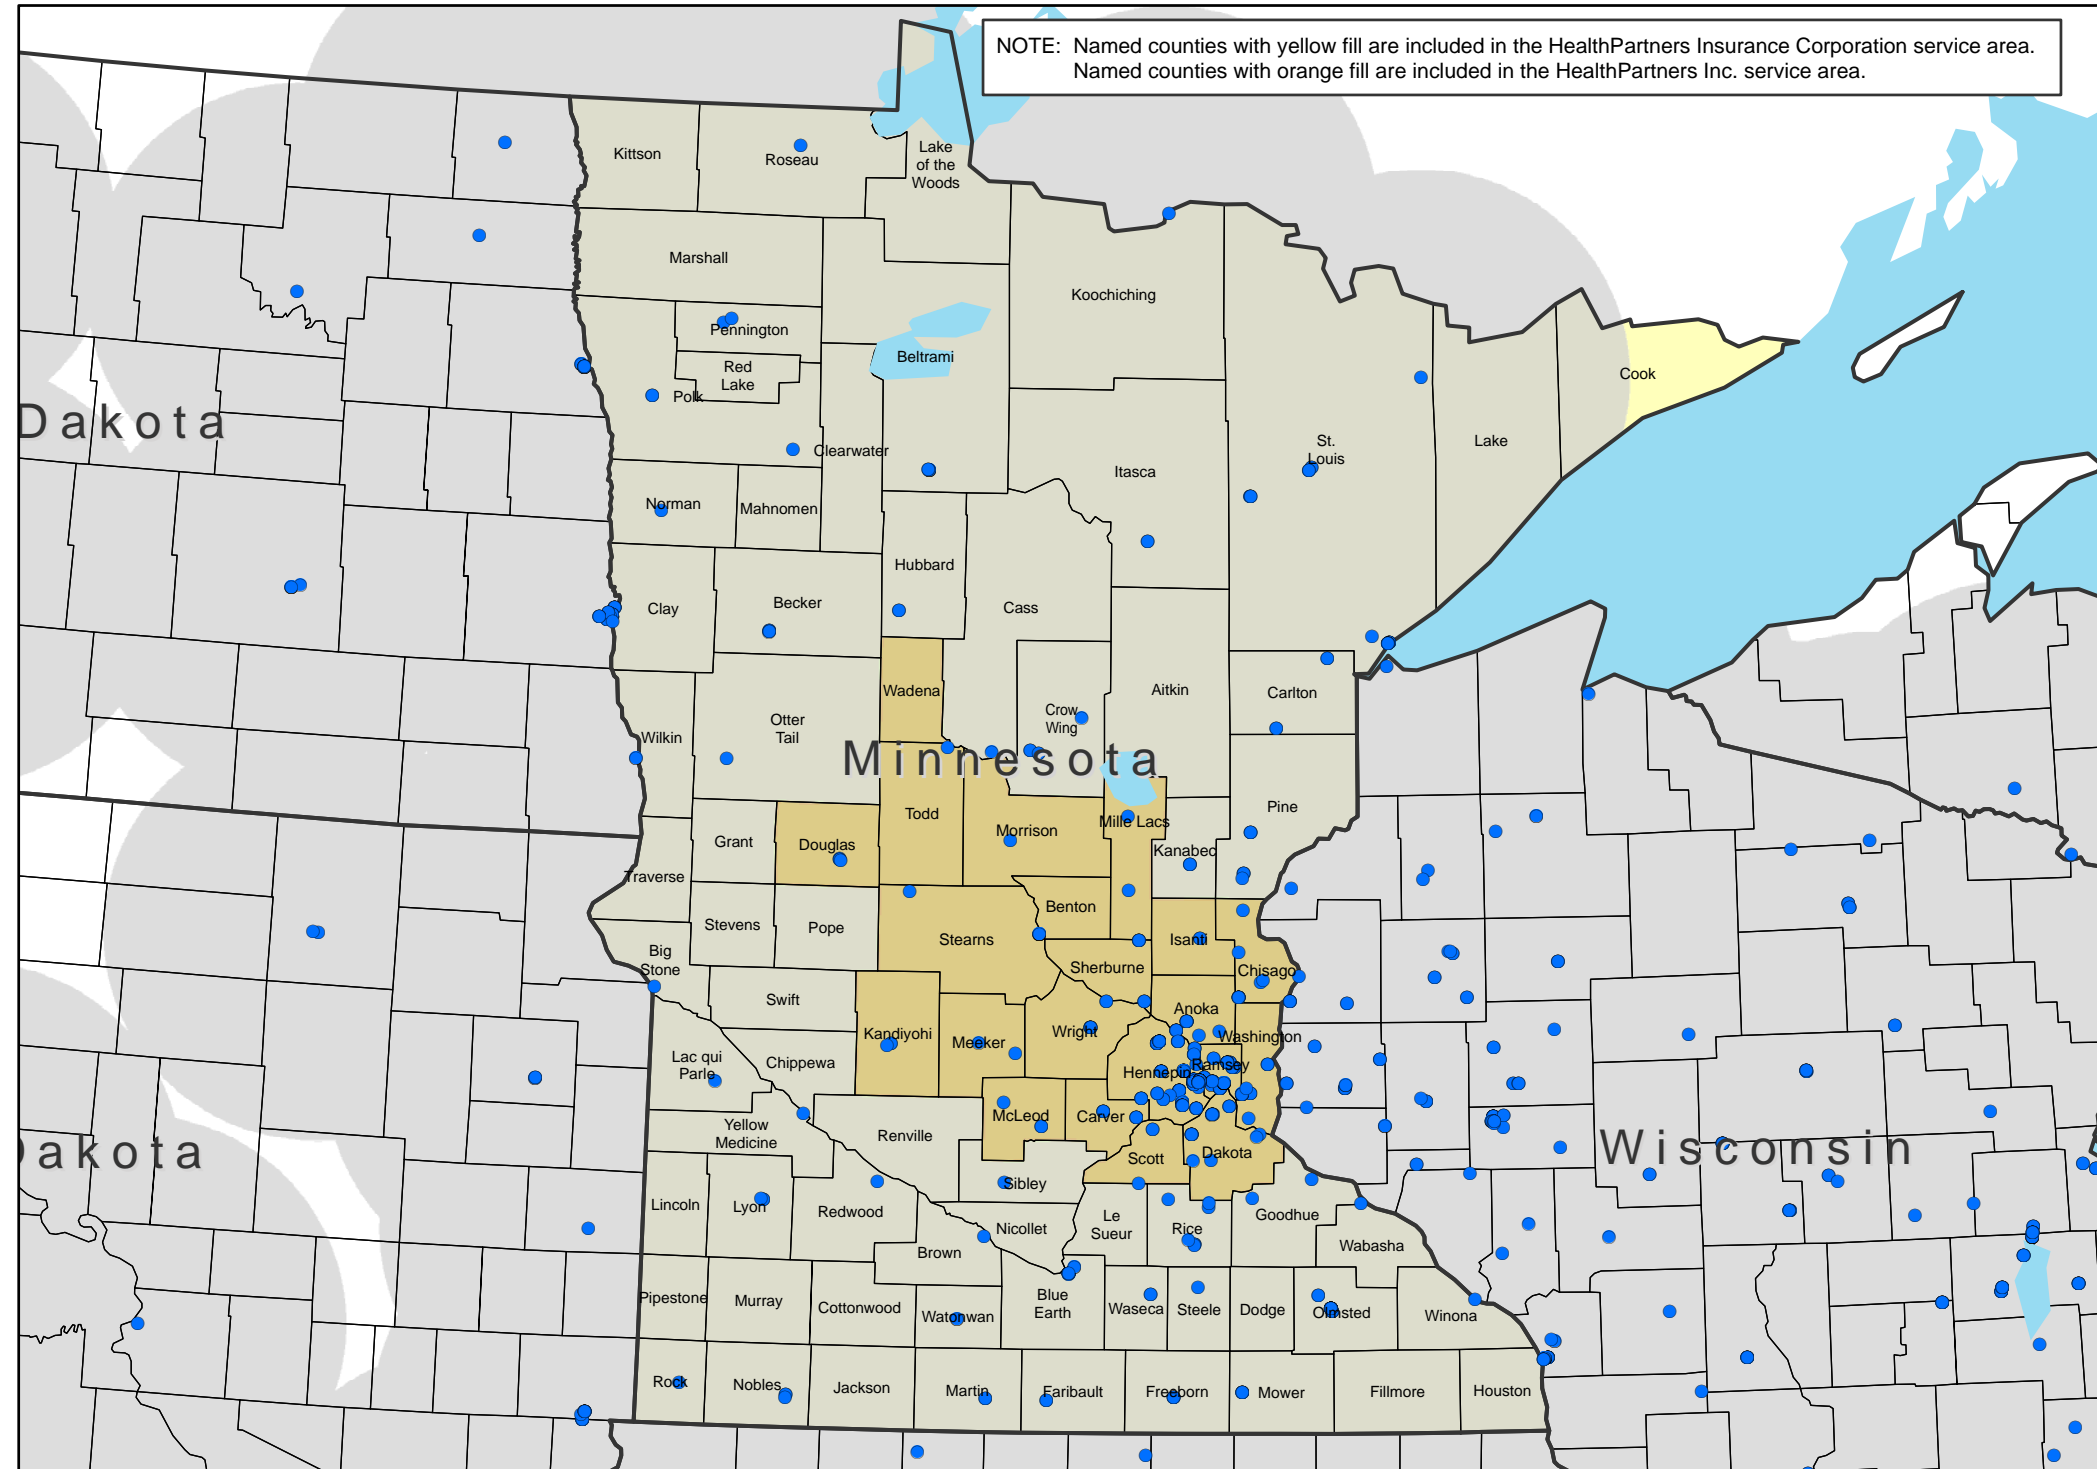 NOTE: Named counties with yellow fill are included in the HealthPartners Insurance Corporation service area.
Named counties with orange fill are included in the HealthPartners Inc. service area.
Kittson
Roseau
Lake
of the
Woods
Marshall
Koochiching
Pennington
Beltrami
Red
Lake
Cook
Polk
Dakota
Clearwater
St.
Louis
Lake
Itasca
Norman
Mahnomen
Hubbard
Clay
Becker
Cass
Wadena
Aitkin
Carlton
Otter
Tail
Crow
Wing
Wilkin
Minnesota
Todd
Morrison
Mille Lacs
Pine
Grant
Douglas
Kanabec
Traverse
Stevens
Pope
Benton
Stearns
Isanti
Big
Stone
Sherburne
Chisago
Swift
Anoka
Kandiyohi
Meeker
Wright
Washington
Lac qui
Parle
Chippewa
Hennepin
Ramsey
McLeod
Carver
Yellow
Medicine
Renville
Dakota
Scott
Dakota
Wisconsin
Sibley
Lincoln
Lyon
Redwood
Nicollet
Le
Sueur
Rice
Goodhue
Brown
Wabasha
Pipestone
Murray
Cottonwood
Watonwan
Blue
Earth
Waseca
Steele
Dodge
Olmsted
Winona
Rock
Nobles
Jackson
Martin
Faribault
Freeborn
Mower
Fillmore
Houston